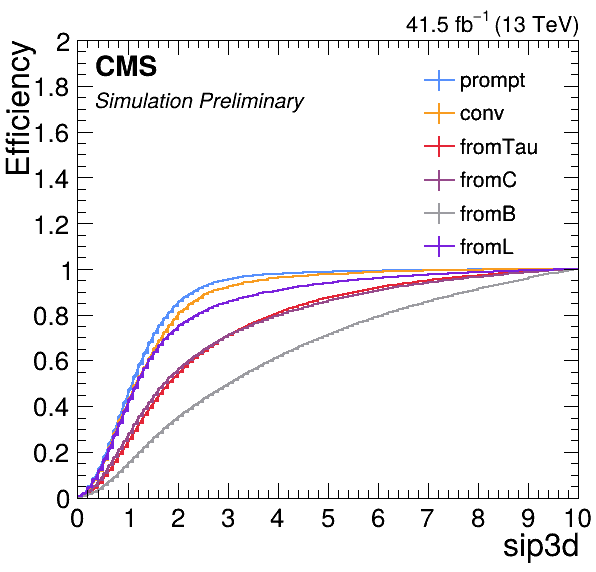 41.5 fb⁻¹ (13 TeV)
CMS
Simulation Preliminary
prompt
conv
fromTau
fromC
fromB
fromL
Efficiency
2
1.8
1.6
1.4
1.2
1
0.8
0.6
0.4
0.2
0
0 1 2 3 4 5 6 7 8 9 10
sip3d